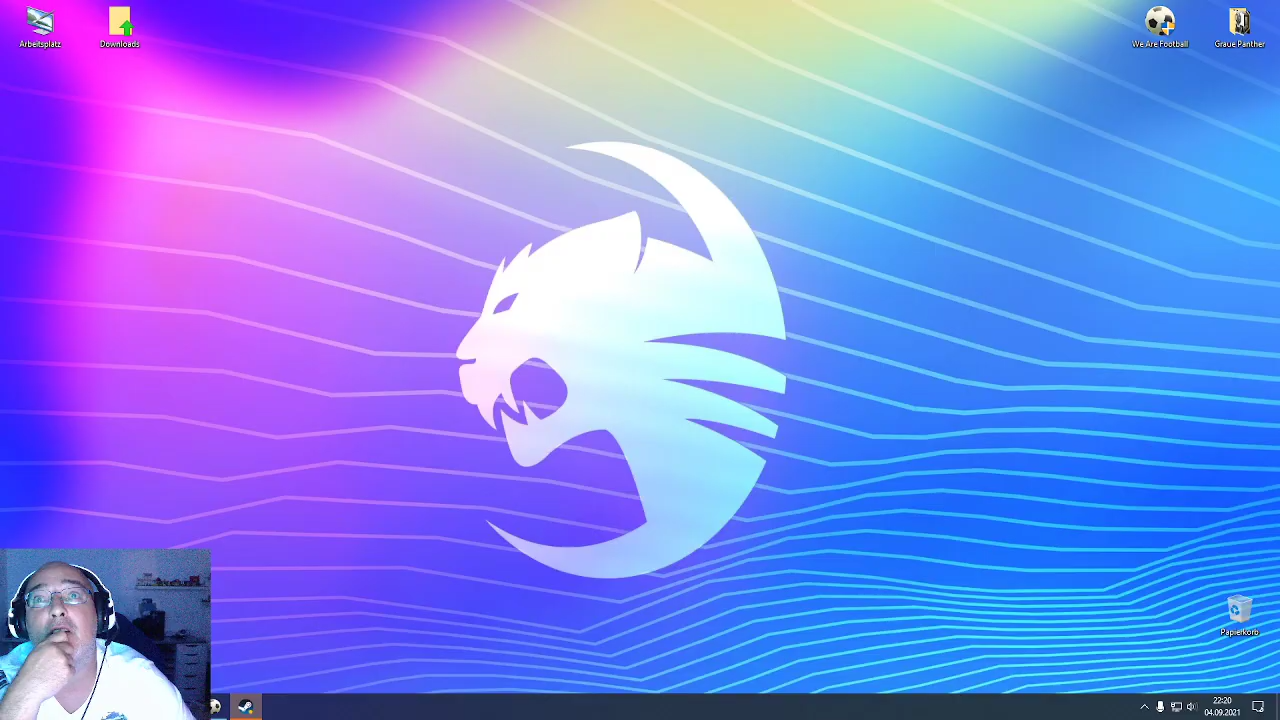 Arbeitsplatz
Downloads
We Are Football
Graue Panther
Papierkorb
22:20
04.09.2021